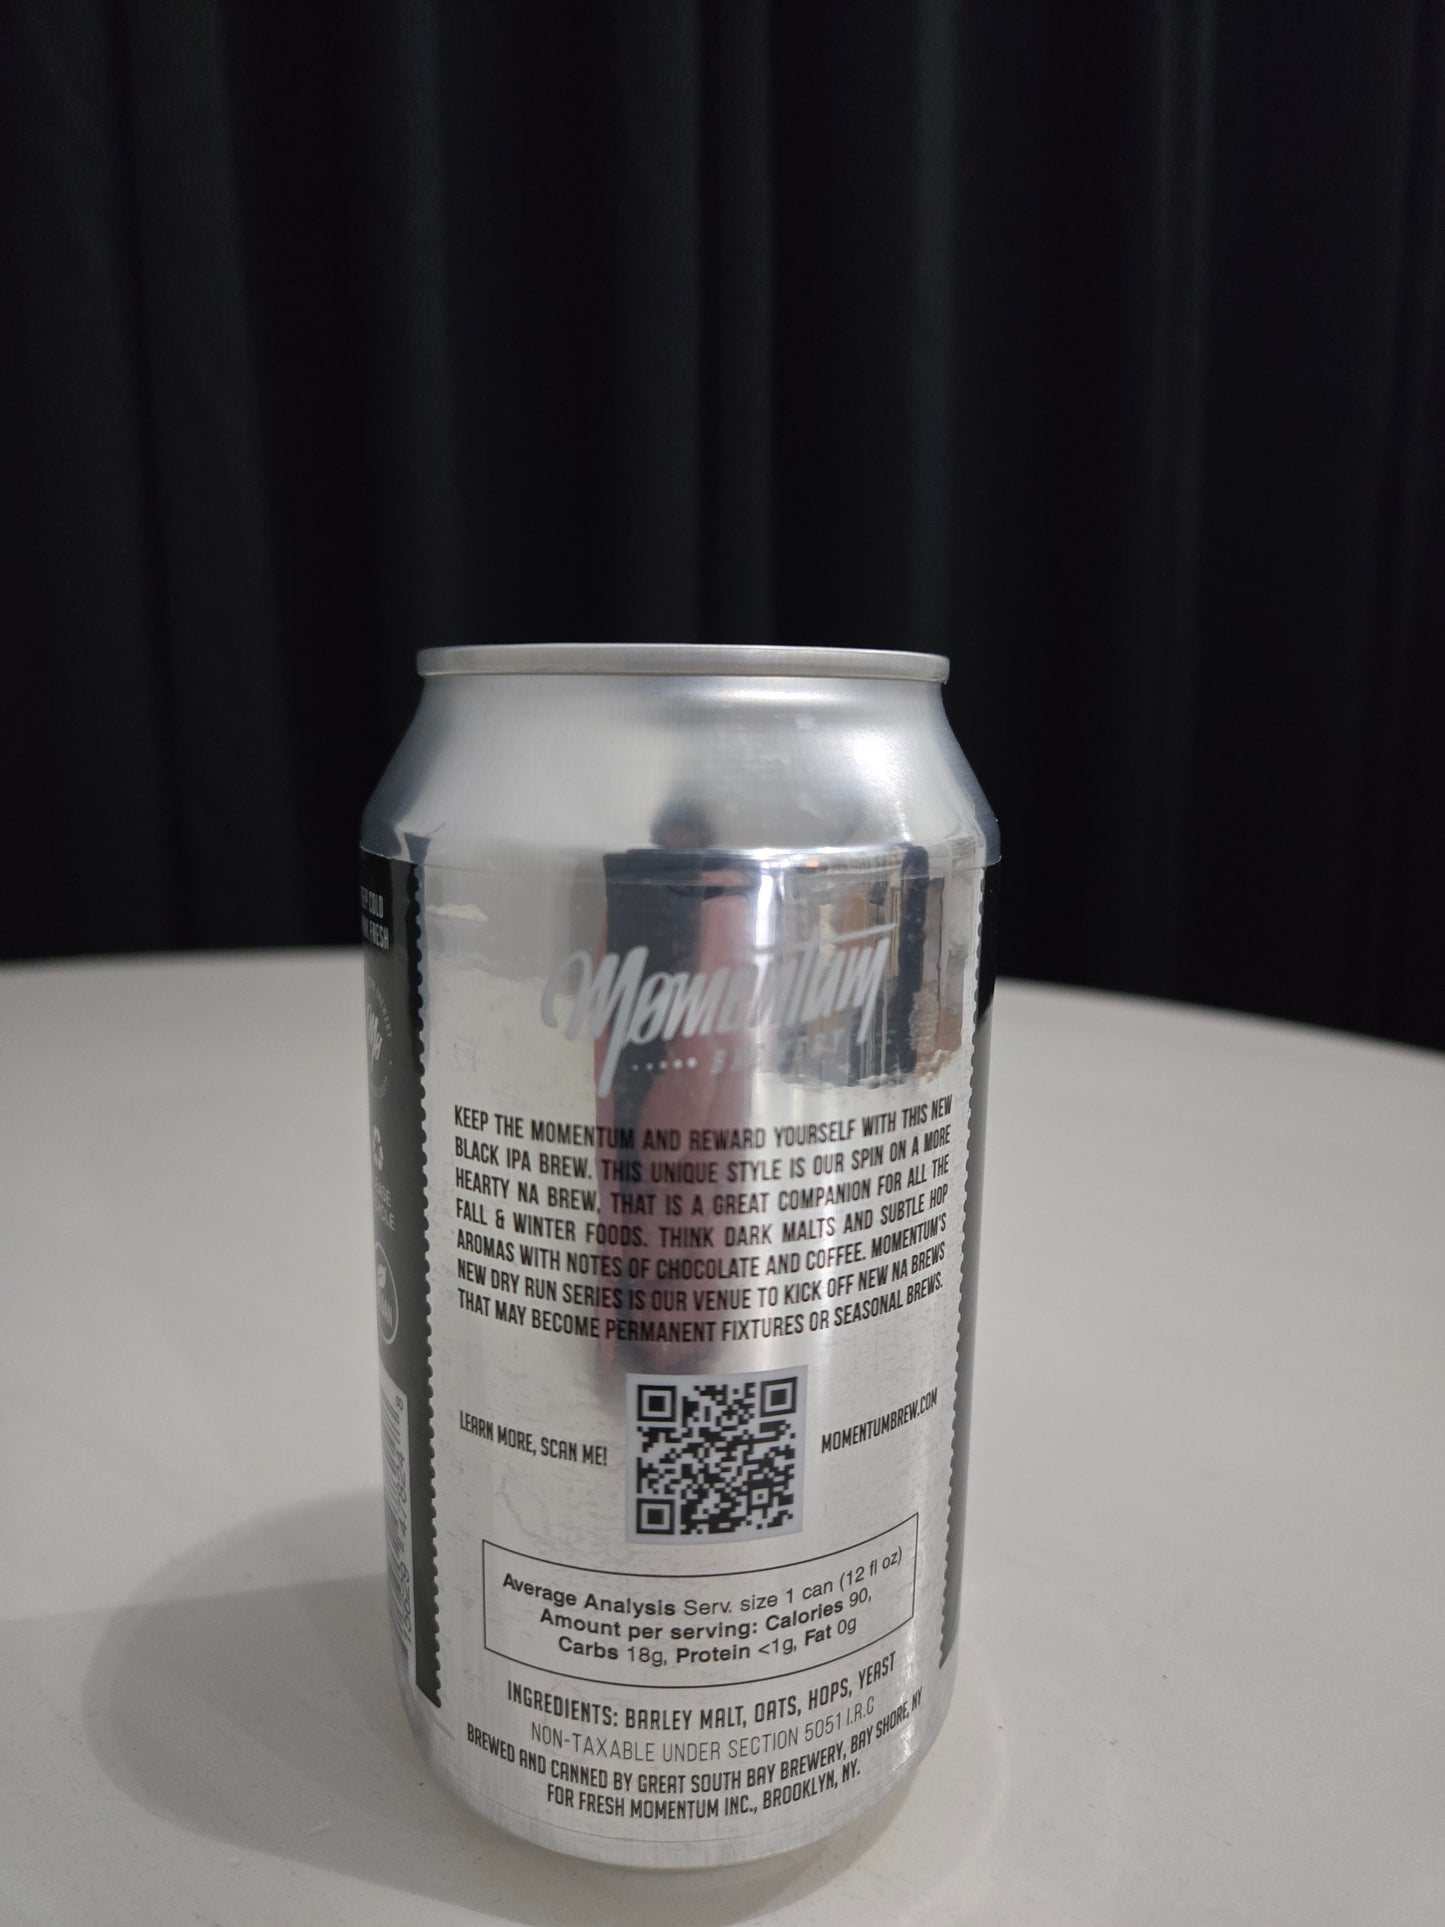 Momentum
BREWERY
KEEP THE MOMENTUM AND REWARD YOURSELF WITH THIS NEW
BLACK IPA BREW. THIS UNIQUE STYLE IS OUR SPIN ON A MORE
HEARTY NA BREW, THAT IS A GREAT COMPANION FOR ALL THE
FALL & WINTER FOODS. THINK DARK MALTS AND SUBTLE HOP
AROMAS WITH NOTES OF CHOCOLATE AND COFFEE. MOMENTUM'S
NEW DRY RUN SERIES IS OUR VENUE TO KICK OFF NEW NA BREWS
THAT MAY BECOME PERMANENT FIXTURES OR SEASONAL BREWS.
LEARN MORE, SCAN ME!
MOMENTUMBREW.COM
Average Analysis Serv. size 1 can (12 fl oz)
Amount per serving: Calories 90,
Carbs 18g, Protein <1g, Fat 0g
INGREDIENTS: BARLEY MALT, OATS, HOPS, YEAST
NON-TAXABLE UNDER SECTION 5051 I.R.C
BREWED AND CANNED BY GREAT SOUTH BAY BREWERY, BAY SHORE, NY
FOR FRESH MOMENTUM INC., BROOKLYN, NY.
COLD
FRESH